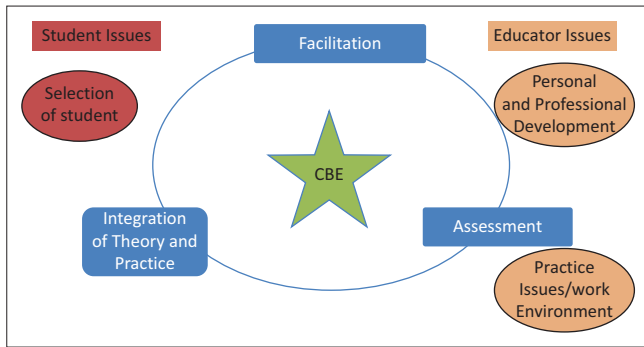 Student Issues
Facilitation
Educator Issues
Selection
of student
Personal
and Professional
Development
CBE
Integration
of Theory and
Practice
Assessment
Practice
Issues/work
Environment